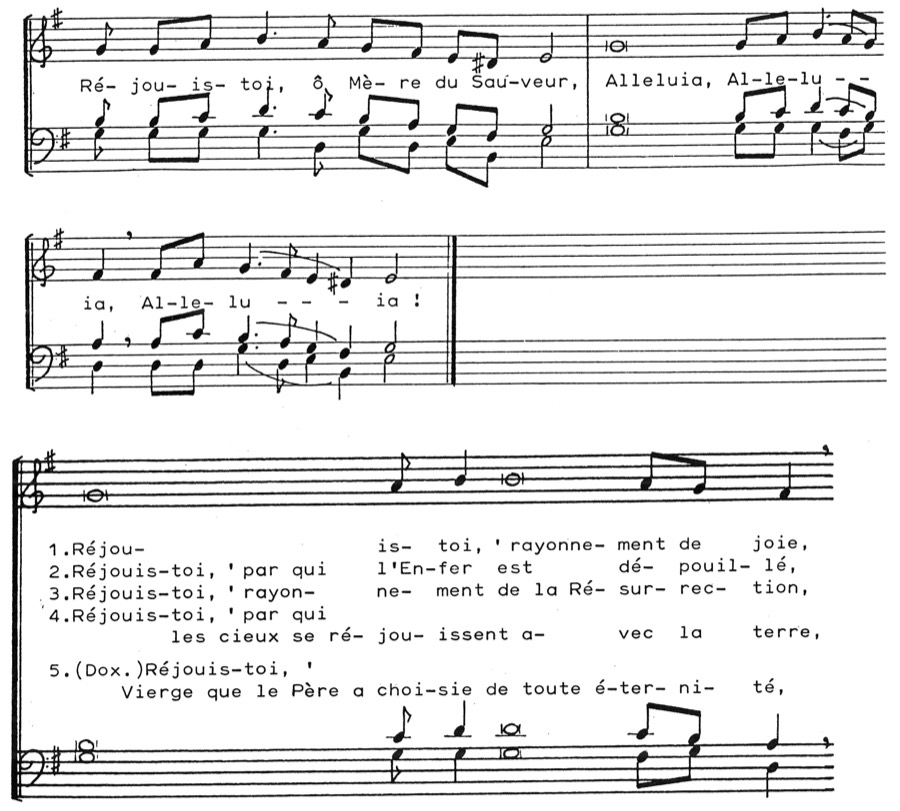 Ré- jou- is- toi, ô Mè- re du Sau-veur, Alleluia, Al-le-lu - -
ia, Al-le- lu - - - ia !
1.Réjou- is- toi, ' rayonne- ment de joie,
2.Réjouis-toi, ' par qui l'En-fer est dé- pouil- lé,
3.Réjouis-toi, ' rayon- ne- ment de la Ré- sur- rec- tion,
4.Réjouis-toi, ' par qui
les cieux se ré- jou- issent a- vec la terre,
5.(Dox.)Réjouis-toi, '
Vierge que le Père a choi-sie de toute é-ter- ni- té,